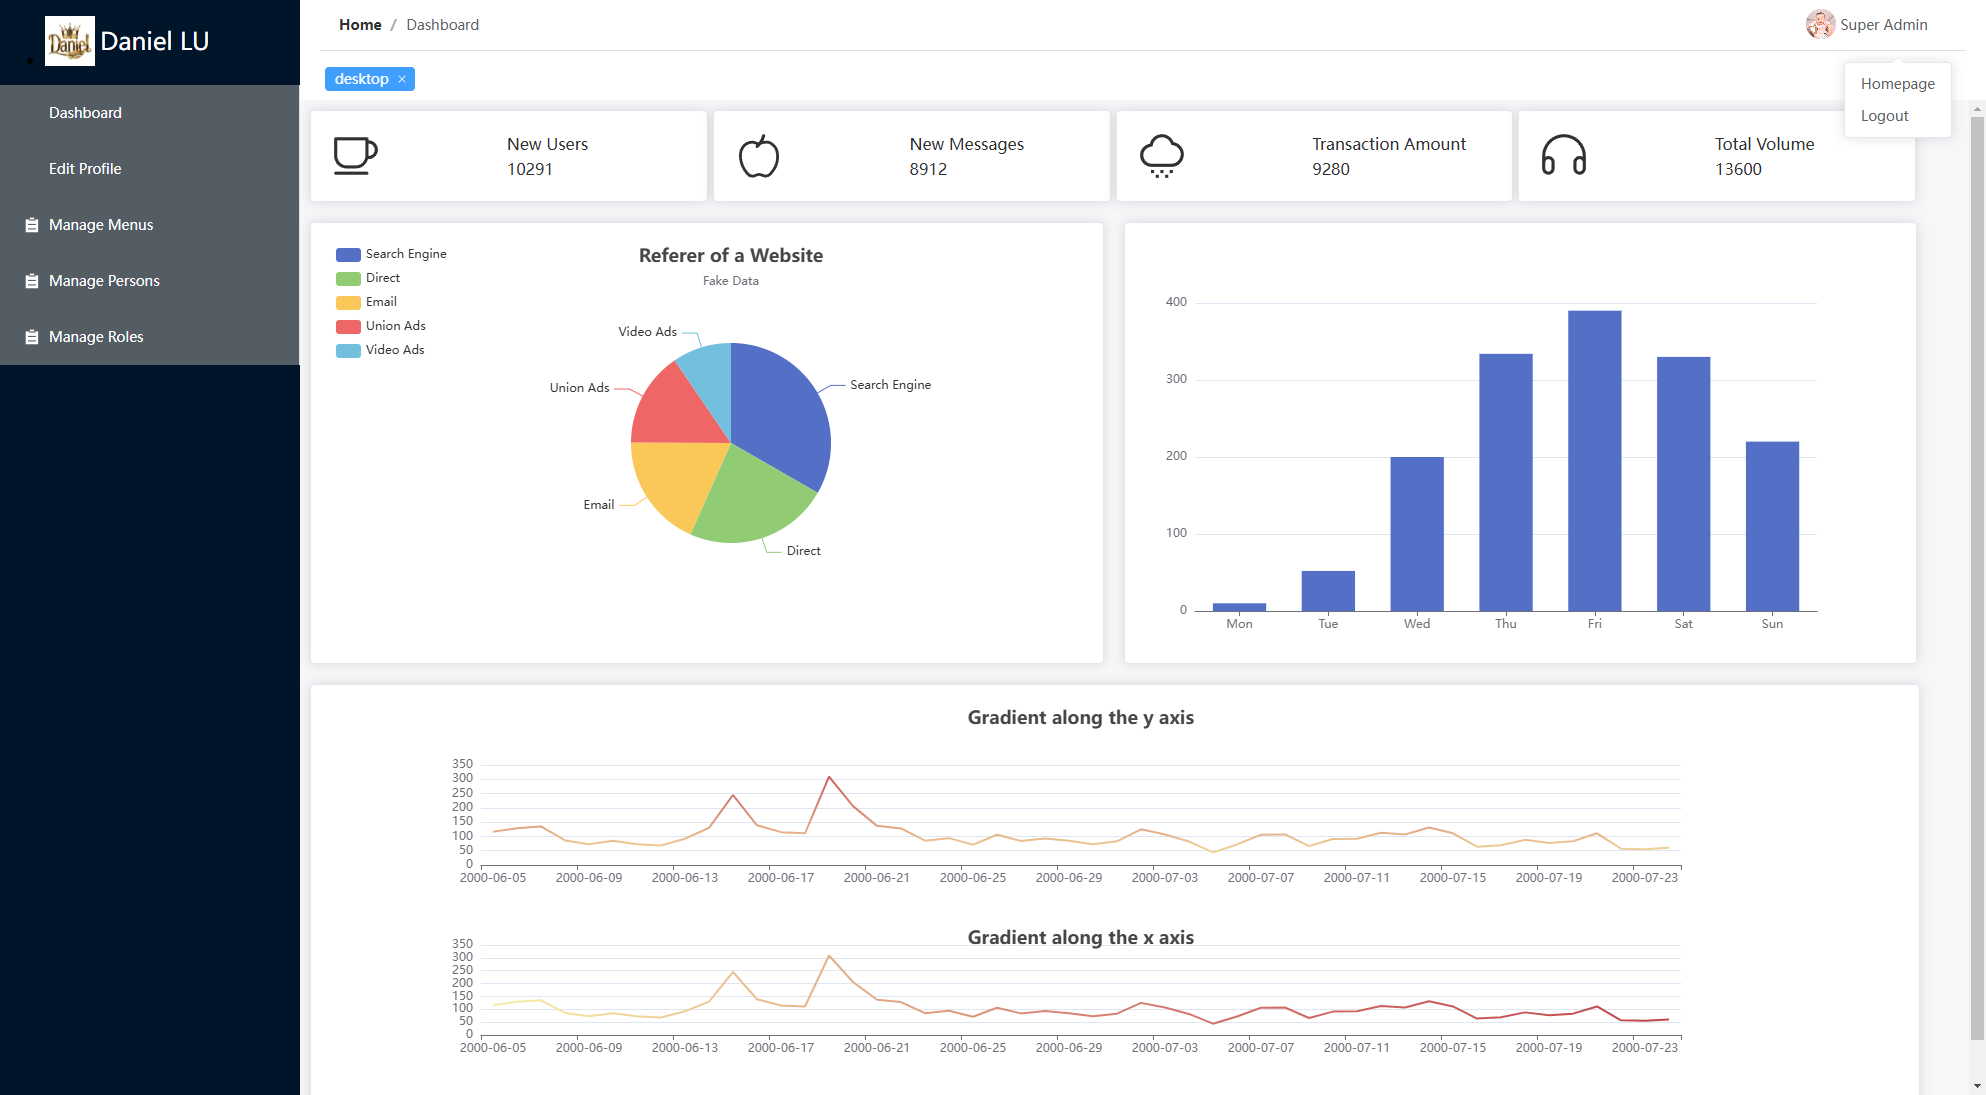 Daniel
Daniel LU
Home / Dashboard
Super Admin
desktop ×
Homepage
Logout
Dashboard
Edit Profile
Manage Menus
Manage Persons
Manage Roles
New Users
10291
New Messages
8912
Transaction Amount
9280
Total Volume
13600
Referer of a Website
Fake Data
Search Engine
Direct
Email
Union Ads
Video Ads
Video Ads
Union Ads
Search Engine
Email
Direct
400
300
200
100
0
Mon Tue Wed Thu Fri Sat Sun
Gradient along the y axis
350
300
250
200
150
100
50
0
2000-06-05 2000-06-09 2000-06-13 2000-06-17 2000-06-21 2000-06-25 2000-06-29 2000-07-03 2000-07-07 2000-07-11 2000-07-15 2000-07-19 2000-07-23
Gradient along the x axis
350
300
250
200
150
100
50
0
2000-06-05 2000-06-09 2000-06-13 2000-06-17 2000-06-21 2000-06-25 2000-06-29 2000-07-03 2000-07-07 2000-07-11 2000-07-15 2000-07-19 2000-07-23